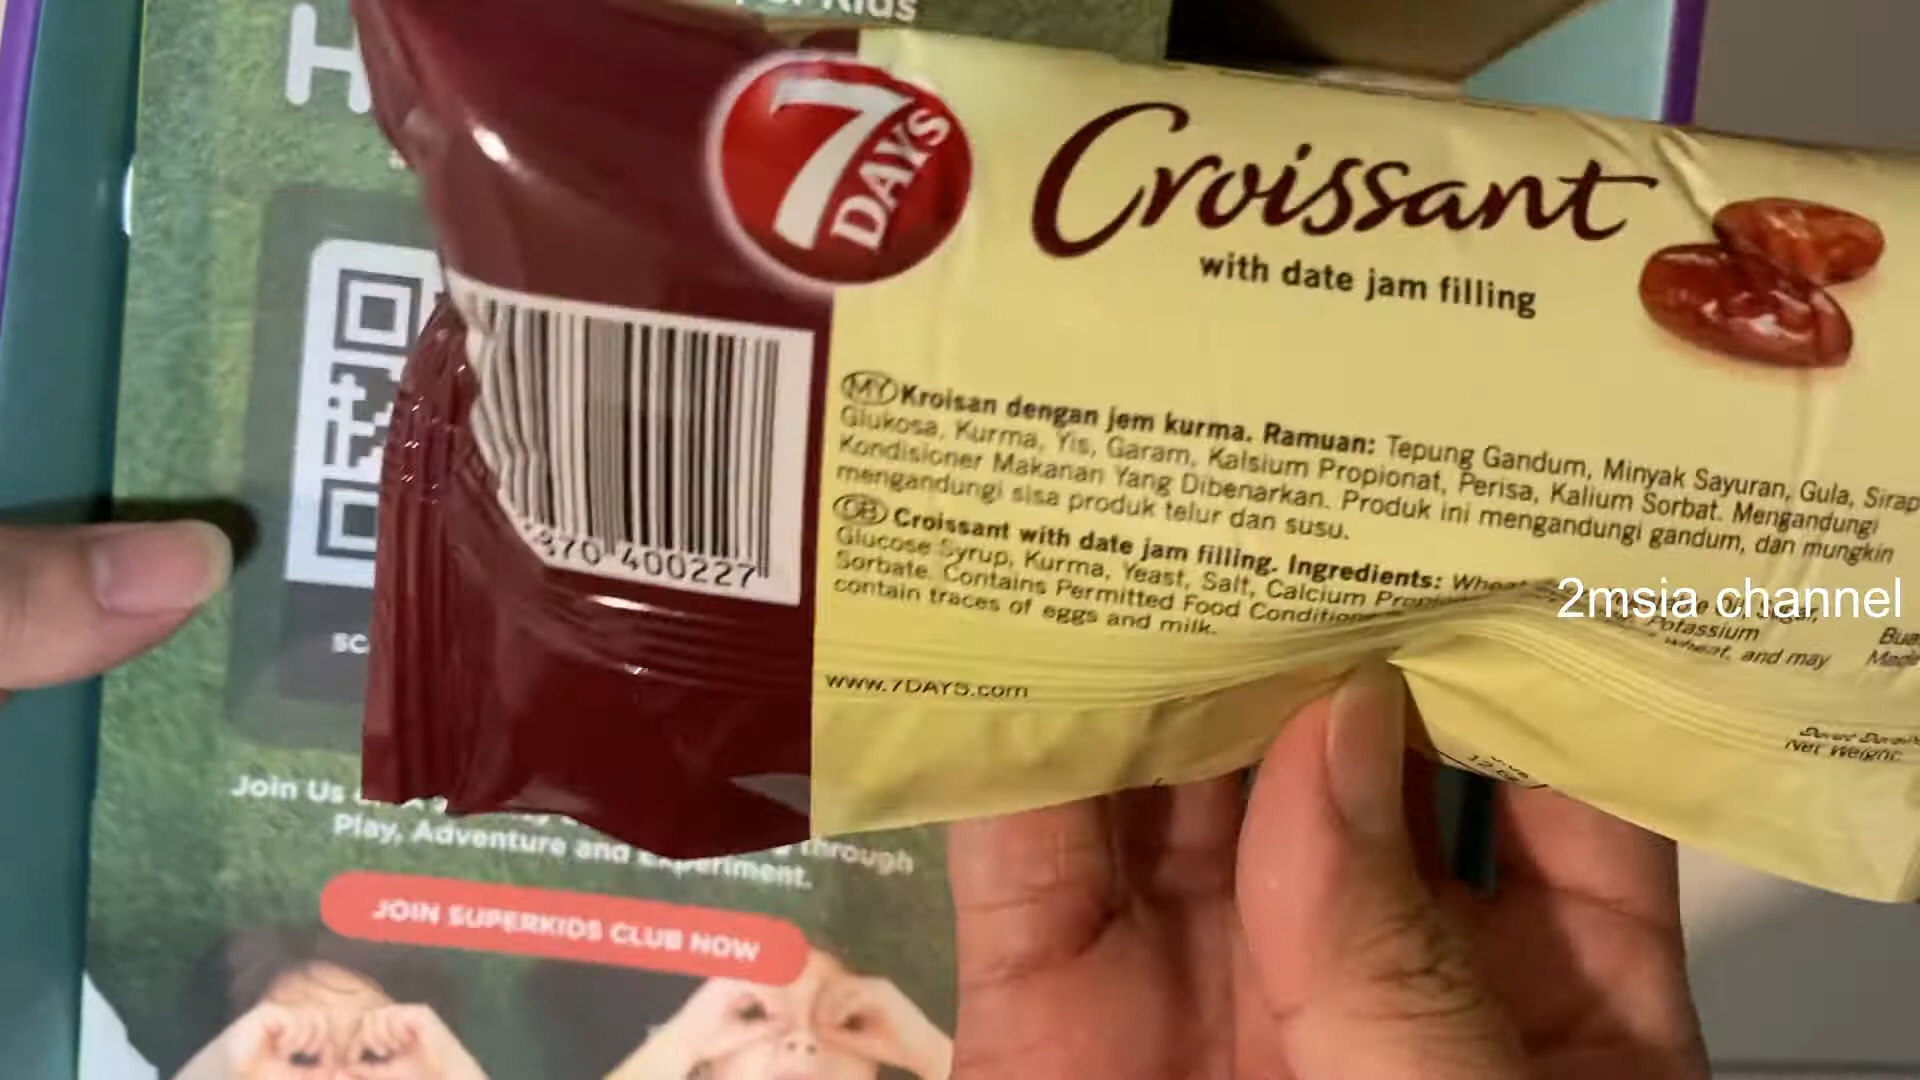 Kids
H
7
DAYS
Croissant
with date jam filling
MY Kroisan dengan jem kurma. Ramuan: Tepung Gandum, Minyak Sayuran, Gula, Sirap
Glukosa, Kurma, Yis, Garam, Kalsium Propionat, Perisa, Kalium Sorbat. Mengandungi
Kondisioner Makanan Yang Dibenarkan. Produk ini mengandungi gandum, dan mungkin
mengandungi sisa produk telur dan susu.
GB Croissant with date jam filling. Ingredients:
Glucose Syrup, Kurma, Yeast, Salt, Calcium
Potassium
Sorbate. Contains Permitted Food
wheat, and may
contain traces of eggs and milk.
www.7DAYS.com
Net Weight:
400227
2msia channel
Join Us
through
Play, Adventure and Experiment.
JOIN SUPERKIDS CLUB NOW